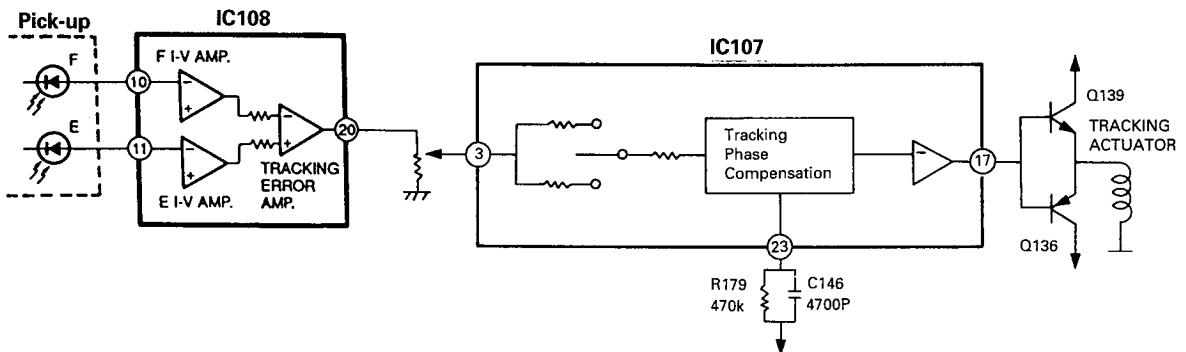 Pick-up
IC108
F
E
F I-V AMP.
10
11
20
E I-V AMP.
TRACKING
ERROR
AMP.
IC107
3
Tracking
Phase
Compensation
17
23
R179
470k
C146
4700P
Q139
TRACKING
ACTUATOR
Q136